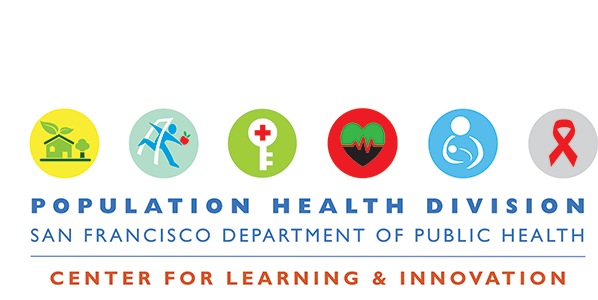 POPULATION HEALTH DIVISION
SAN FRANCISCO DEPARTMENT OF PUBLIC HEALTH
CENTER FOR LEARNING & INNOVATION